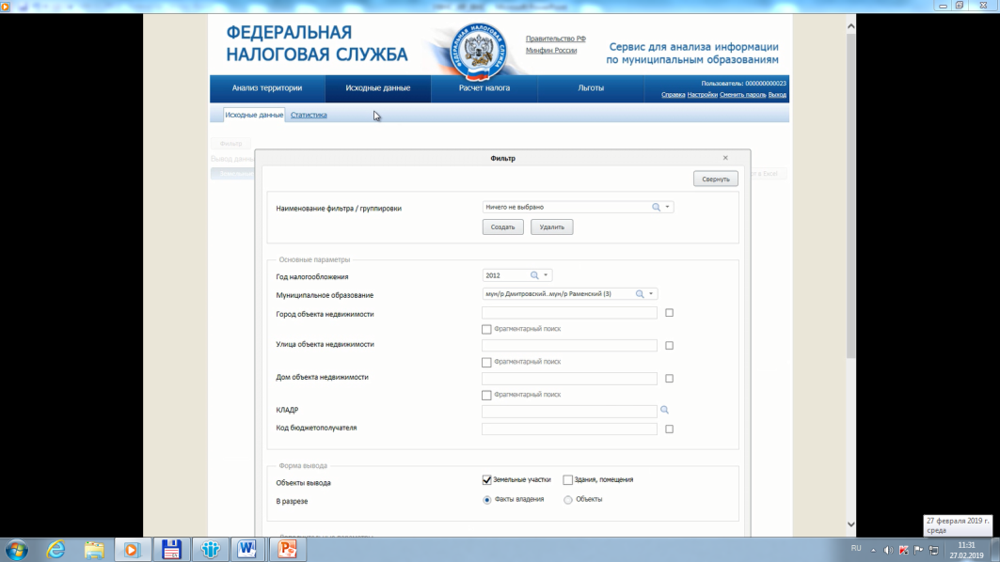 ФЕДЕРАЛЬНАЯ
НАЛОГОВАЯ СЛУЖБА
Правительство РФ
Минфин России
Сервис для анализа информации
по муниципальным образованиям
Анализ территории
Исходные данные
Расчет налога
Льготы
Пользователь: 000000000023
Справка Настройки Сменить пароль Выход
Исходные данные
Статистика
Фильтр
Вывод данны
Земельные
в Excel
Фильтр
Свернуть
Наименование фильтра / группировки
Ничего не выбрано
Создать
Удалить
Основные параметры
Год налогообложения
2012
Муниципальное образование
мун/р Дмитровский..мун/р Раменский (3)
Город объекта недвижимости
Фрагментарный поиск
Улица объекта недвижимости
Фрагментарный поиск
Дом объекта недвижимости
Фрагментарный поиск
КЛАДР
Код бюджетополучателя
Форма вывода
Объекты вывода
Земельные участки
Здания, помещения
В разрезе
Факты владения
Объекты
27 февраля 2019 г.
среда
RU
11:31
27.02.2019